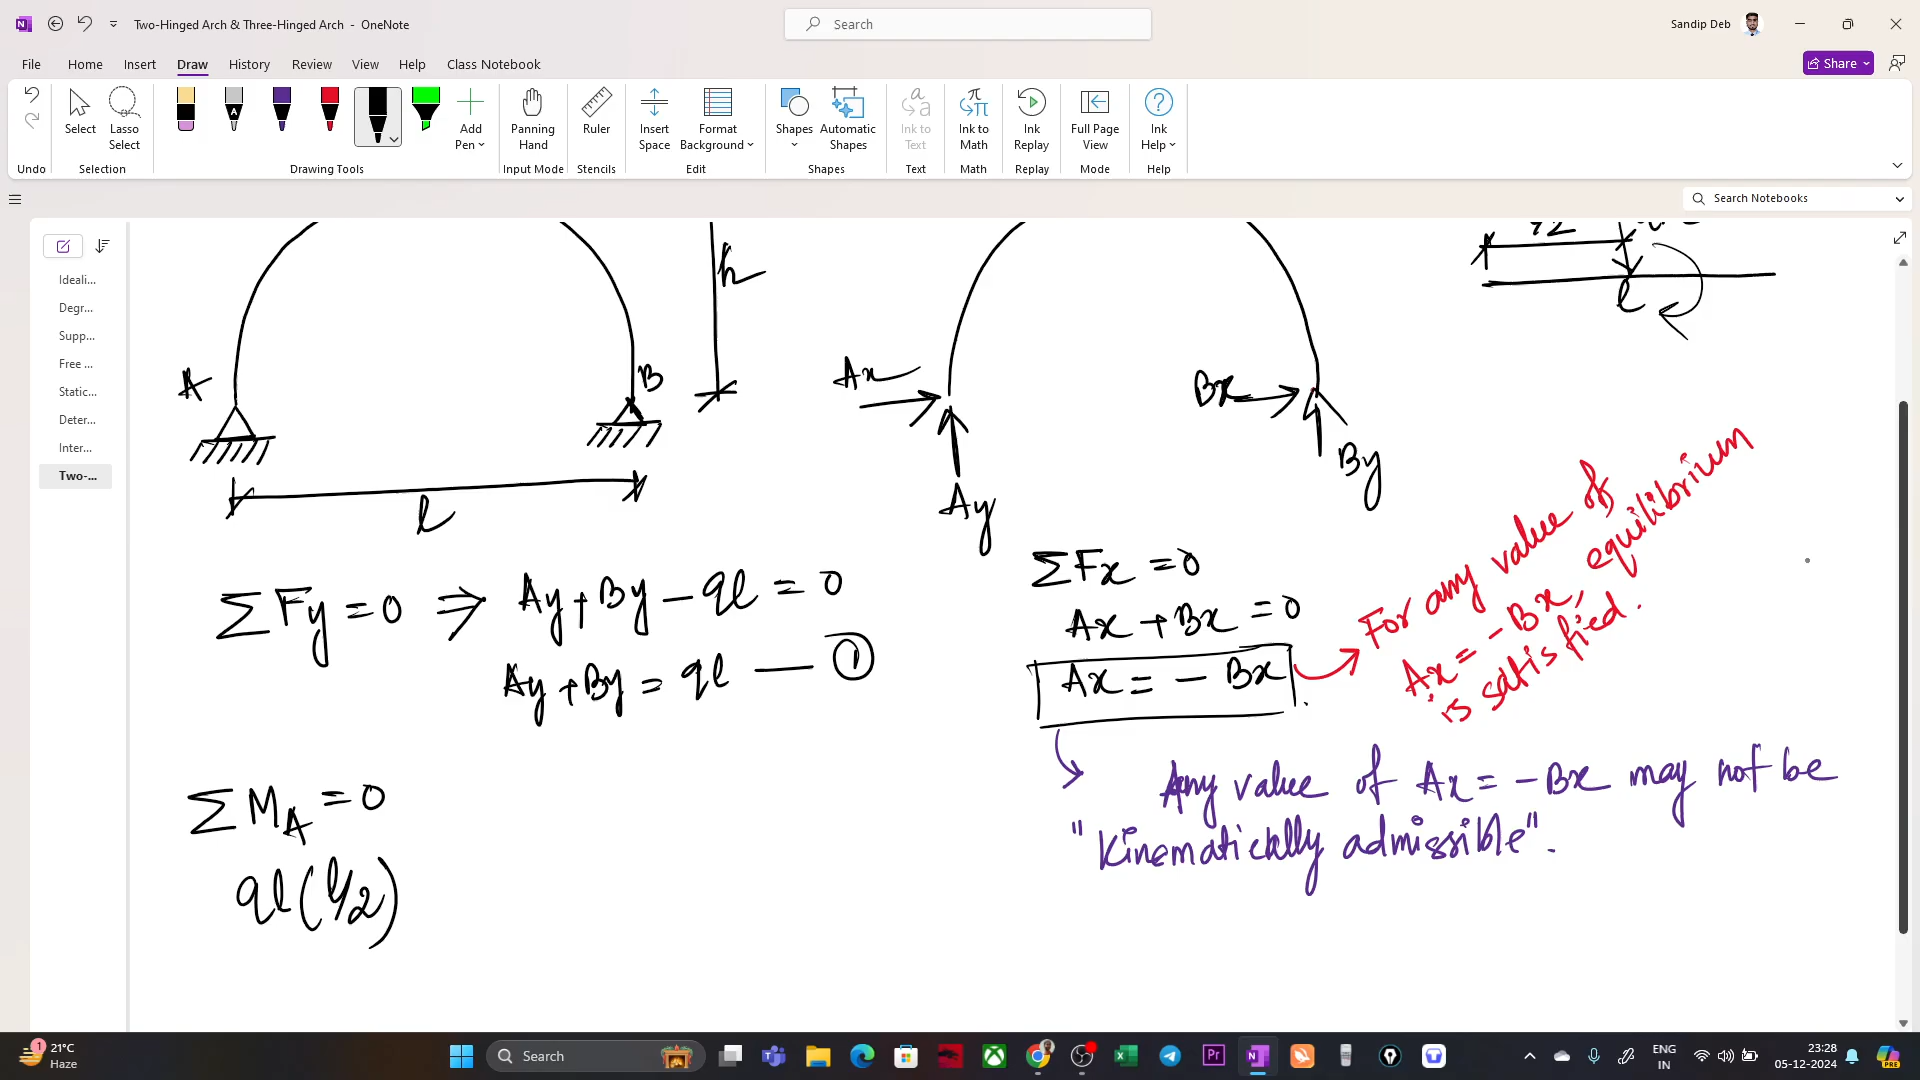 Two-Hinged Arch & Three-Hinged Arch - OneNote
Search
Sandip Deb
File Home Insert Draw History Review View Help Class Notebook
Share
Undo
Select
Lasso Select
Selection
Add Pen
Drawing Tools
Panning Hand
Input Mode
Ruler
Stencils
Insert Space
Format Background
Edit
Shapes
Automatic Shapes
Shapes
Ink to Text
Text
Ink to Math
Math
Ink Replay
Replay
Full Page View
Mode
Ink Help
Help
Search Notebooks
Ideali...
Degr...
Supp...
Free ...
Static...
Deter...
Inter...
Two-...
h
l
A
B
Ax
Bx
By
Ay
l
ΣFy = 0 ⇒ Ay + By - ql = 0
Ay + By = ql — ①
ΣFx = 0
Ax + Bx = 0
Ax = - Bx
For any value of
Ax = - Bx, equilibrium
is satisfied.
Any value of Ax = - Bx may not be
"Kinematically admissible".
ΣM_A = 0
ql(l/2)
1
21°C
Haze
Search
ENG
IN
23:28
05-12-2024